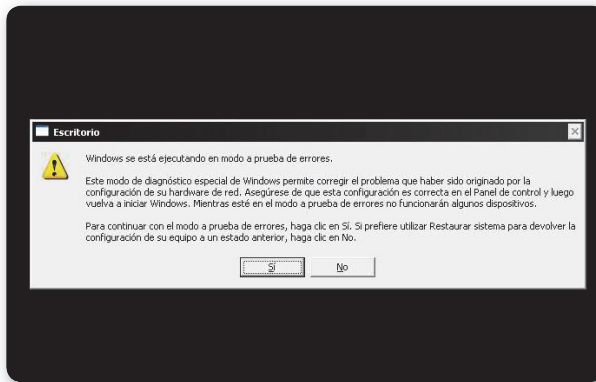 Escritorio
Windows se está ejecutando en modo a prueba de errores.
Este modo de diagnóstico especial de Windows permite corregir el problema que haber sido originado por la
configuración de su hardware de red. Asegúrese de que esta configuración es correcta en el Panel de control y luego
vuelva a iniciar Windows. Mientras esté en el modo a prueba de errores no funcionarán algunos dispositivos.
Para continuar con el modo a prueba de errores, haga clic en Sí. Si prefiere utilizar Restaurar sistema para devolver la
configuración de su equipo a un estado anterior, haga clic en No.
Sí No